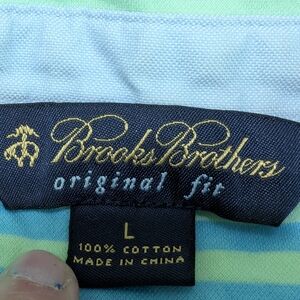 Brooks Brothers
original fit
L
100% COTTON
MADE IN CHINA